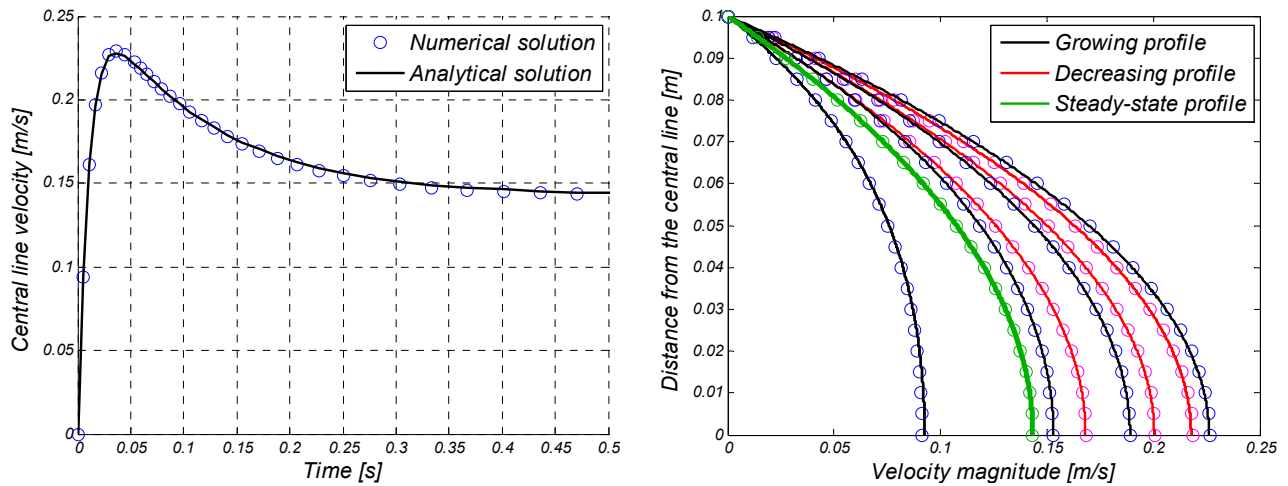 Central line velocity [m/s]
0.25
0.2
0.15
0.1
0.05
0
Numerical solution
Analytical solution
0 0.05 0.1 0.15 0.2 0.25 0.3 0.35 0.4 0.45 0.5
Time [s]
Distance from the central line [m]
0.1
0.09
0.08
0.07
0.06
0.05
0.04
0.03
0.02
0.01
0
Growing profile
Decreasing profile
Steady-state profile
0.05 0.1 0.15 0.2 0.25
Velocity magnitude [m/s]